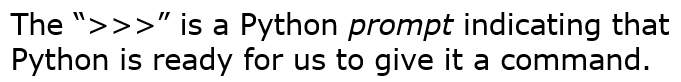 The “>>>” is a Python prompt indicating that
Python is ready for us to give it a command.